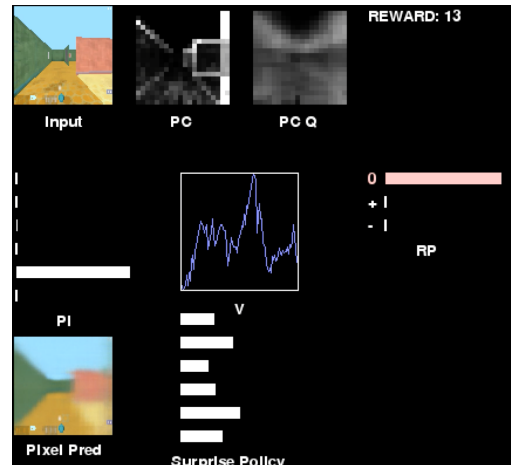 REWARD: 13
Input
PC
PC Q
0
+
-
RP
PI
V
Pixel Pred
Surprise Policy